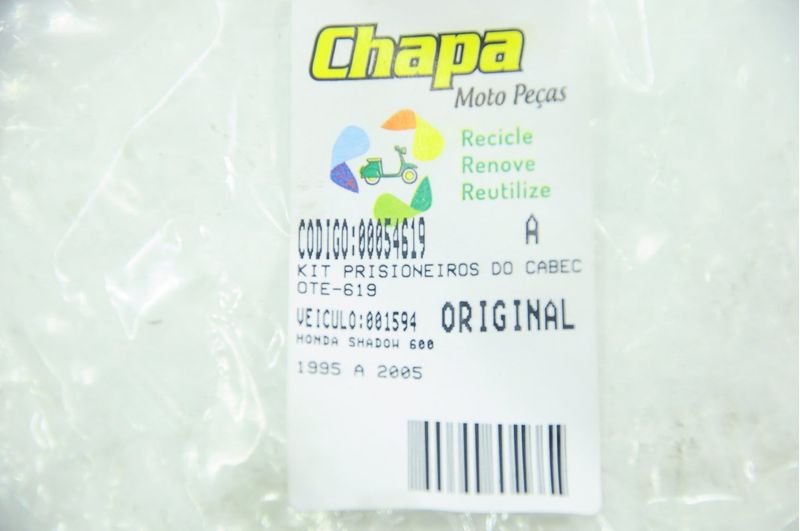 Chapa
Moto Peças
Recicle
Renove
Reutilize
CODIGO:00054619 A
KIT PRISIONEIROS DO CABEC
OTE-619
VEICULO:001594 ORIGINAL
HONDA SHADOW 600
1995 A 2005